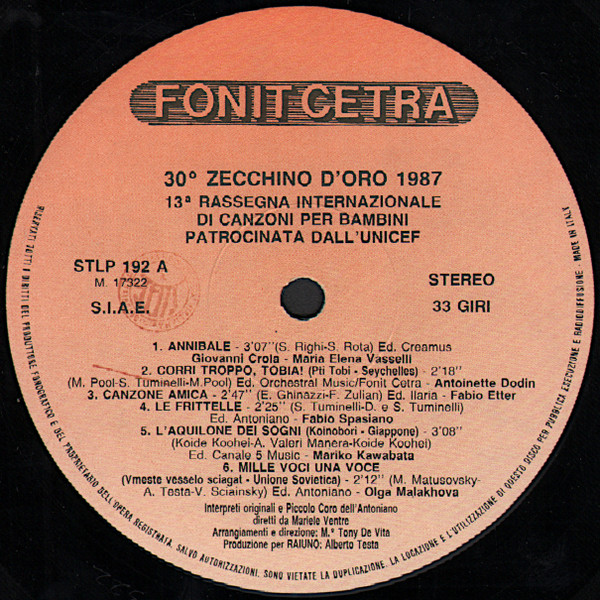 FONIT CETRA
30° ZECCHINO D'ORO 1987
13ª RASSEGNA INTERNAZIONALE
DI CANZONI PER BAMBINI
PATROCINATA DALL'UNICEF
STLP 192 A
M. 17322
S.I.A.E.
STEREO
33 GIRI
1. ANNIBALE - 3'07" (S. Righi-S. Rota) Ed. Creamus
Giovanni Crola - Maria Elena Vasselli
2. CORRI TROPPO, TOBIA! (Pti Tobi - Seychelles) - 2'18"
(M. Pool-S. Tuminelli-M.Pool) Ed. Orchestral Music/Fonit Cetra - Antoinette Dodin
3. CANZONE AMICA - 2'47" (E. Ghinazzi-F. Zulian) Ed. Ilaria - Fabio Etter
4. LE FRITTELLE - 2'25" (S. Tuminelli-D. e S. Tuminelli)
Ed. Antoniano - Fabio Spasiano
5. L'AQUILONE DEI SOGNI (Koinobori - Giappone) - 3'08"
(Koide Koohei-A. Valeri Manera-Koide Koohei)
Ed. Canale 5 Music - Mariko Kawabata
6. MILLE VOCI UNA VOCE
(Vmeste vesselo sciagat - Unione Sovietica) - 2'12" (M. Matusovsky-
A. Testa-V. Sciainsky) Ed. Antoniano - Olga Malakhova
Interpreti originali e Piccolo Coro dell'Antoniano
diretti da Mariele Ventre
Arrangiamenti e direzione: M.° Tony De Vita
Produzione per RAIUNO: Alberto Testa
RISERVATI TUTTI I DIRITTI DEL PRODUTTORE FONOGRAFICO E DEL PROPRIETARIO DELL'OPERA REGISTRATA. SALVO AUTORIZZAZIONI, SONO VIETATE LA DUPLICAZIONE, LA LOCAZIONE E L'UTILIZZAZIONE DI QUESTO DISCO PER PUBBLICA ESECUZIONE E RADIODIFFUSIONE - MADE IN ITALY